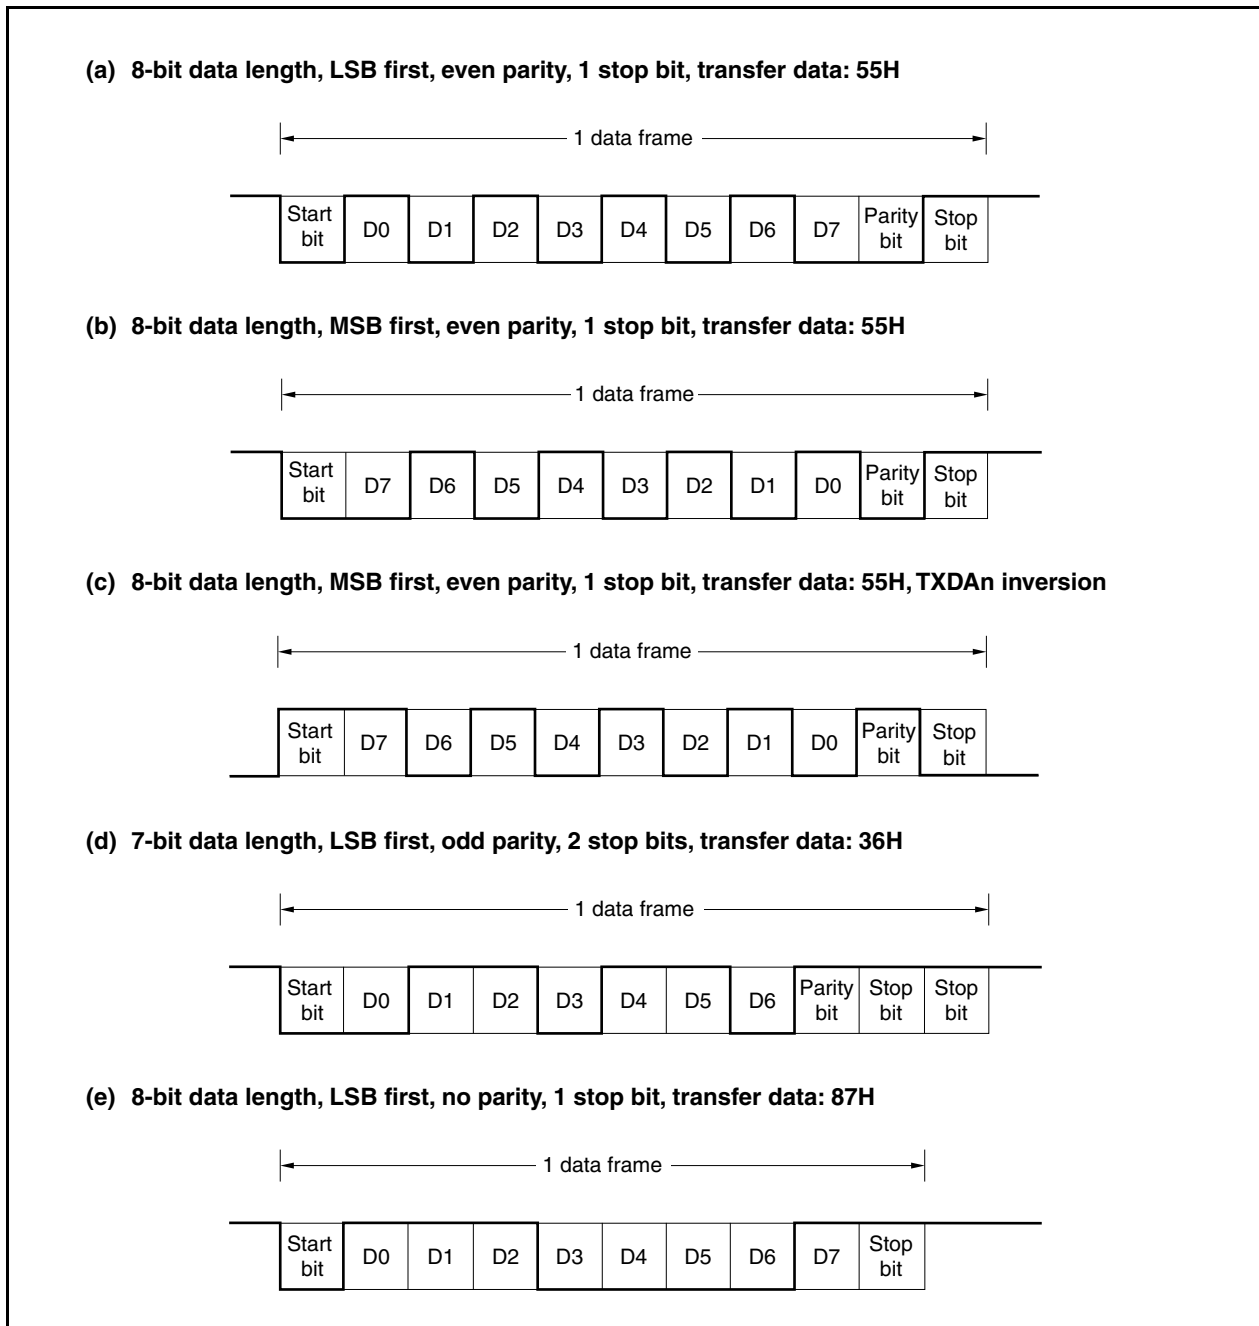 (a) 8-bit data length, LSB first, even parity, 1 stop bit, transfer data: 55H
1 data frame
Start bit D0 D1 D2 D3 D4 D5 D6 D7 Parity bit Stop bit
(b) 8-bit data length, MSB first, even parity, 1 stop bit, transfer data: 55H
1 data frame
Start bit D7 D6 D5 D4 D3 D2 D1 D0 Parity bit Stop bit
(c) 8-bit data length, MSB first, even parity, 1 stop bit, transfer data: 55H, TXDAn inversion
1 data frame
Start bit D7 D6 D5 D4 D3 D2 D1 D0 Parity bit Stop bit
(d) 7-bit data length, LSB first, odd parity, 2 stop bits, transfer data: 36H
1 data frame
Start bit D0 D1 D2 D3 D4 D5 D6 Parity bit Stop bit Stop bit
(e) 8-bit data length, LSB first, no parity, 1 stop bit, transfer data: 87H
1 data frame
Start bit D0 D1 D2 D3 D4 D5 D6 D7 Stop bit